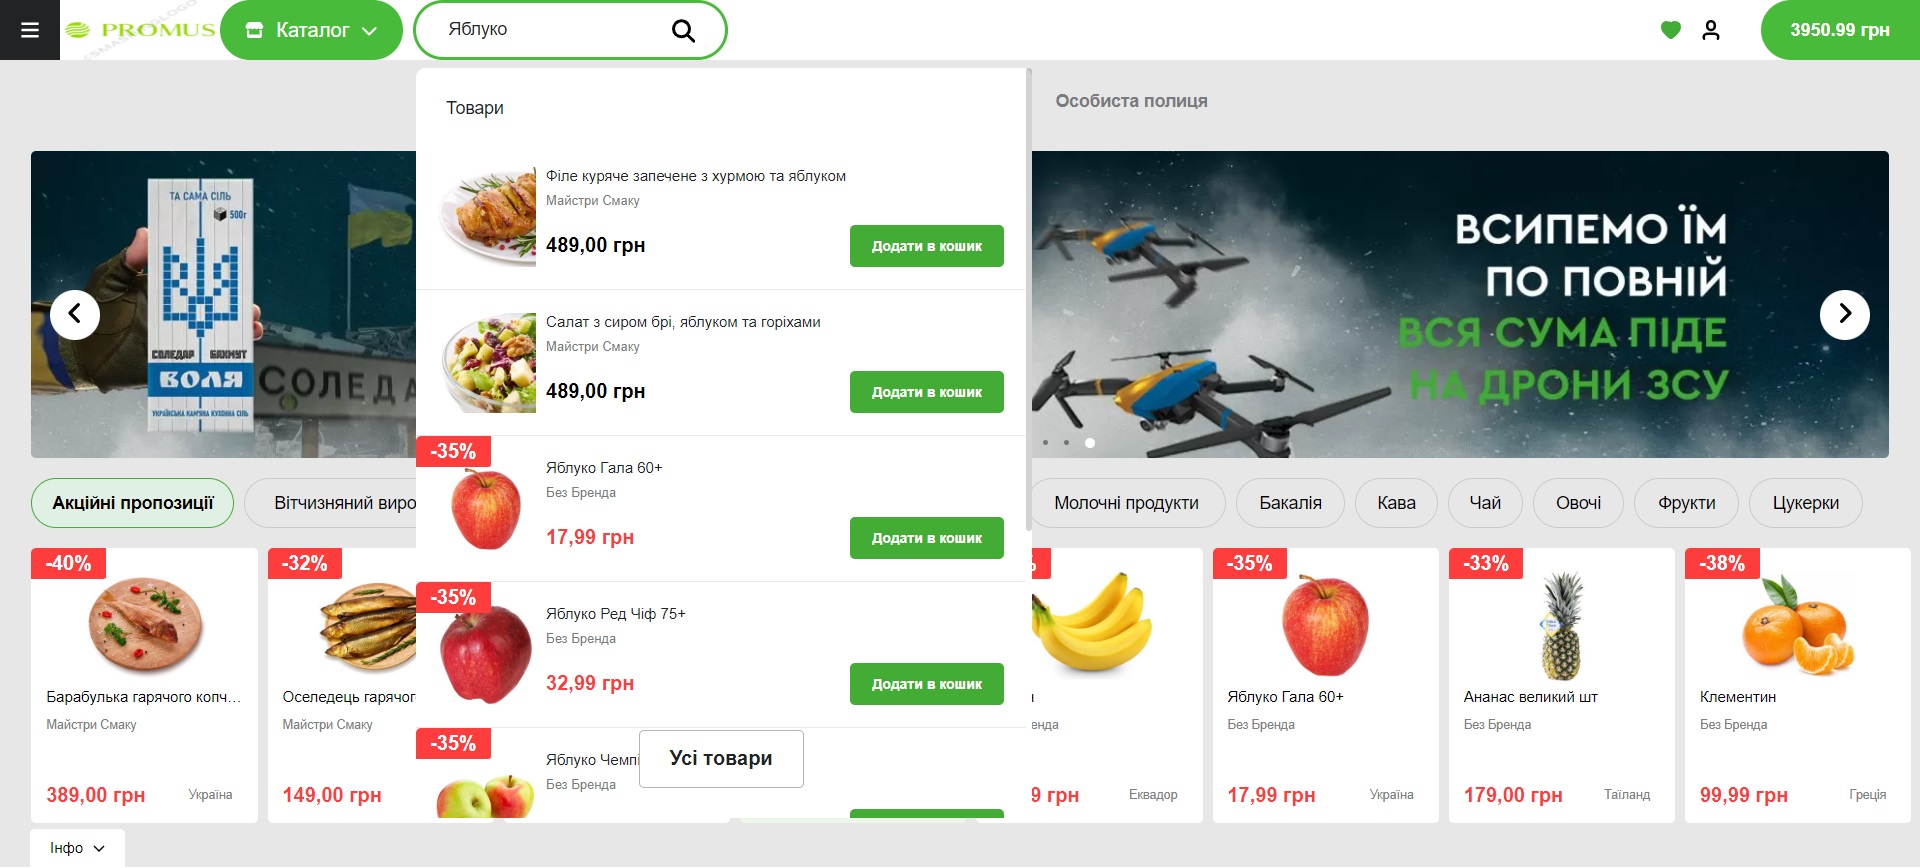 PROMUS
Каталог
Яблуко
3950.99 грн
Товари
Особиста полиця
Філе куряче запечене з хурмою та яблуком
Майстри Смаку
489,00 грн
Додати в кошик
Салат з сиром брі, яблуком та горіхами
Майстри Смаку
489,00 грн
Додати в кошик
-35%
Яблуко Гала 60+
Без Бренда
17,99 грн
Додати в кошик
-35%
Яблуко Ред Чіф 75+
Без Бренда
32,99 грн
Додати в кошик
-35%
Яблуко Чемпі
Без Бренда
Усі товари
ТА САМА СІЛЬ
500г
СОЛЕДАР БАХМУТ
ВОЛЯ
УКРАЇНСЬКА КАМ'ЯНА КУХОННА СІЛЬ
СОЛЕДА
ВСИПЕМО ЇМ
ПО ПОВНІЙ
ВСЯ СУМА ПІДЕ
НА ДРОНИ ЗСУ
Акційні пропозиції
Вітчизняний виро
Молочні продукти
Бакалія
Кава
Чай
Овочі
Фрукти
Цукерки
-40%
Барабулька гарячого копч...
Майстри Смаку
389,00 грн
Україна
-32%
Оселедець гарячог
Майстри Смаку
149,00 грн
9 грн
Еквадор
-35%
Яблуко Гала 60+
Без Бренда
17,99 грн
Україна
-33%
Ананас великий шт
Без Бренда
179,00 грн
Таїланд
-38%
Клементин
Без Бренда
99,99 грн
Греція
Інфо